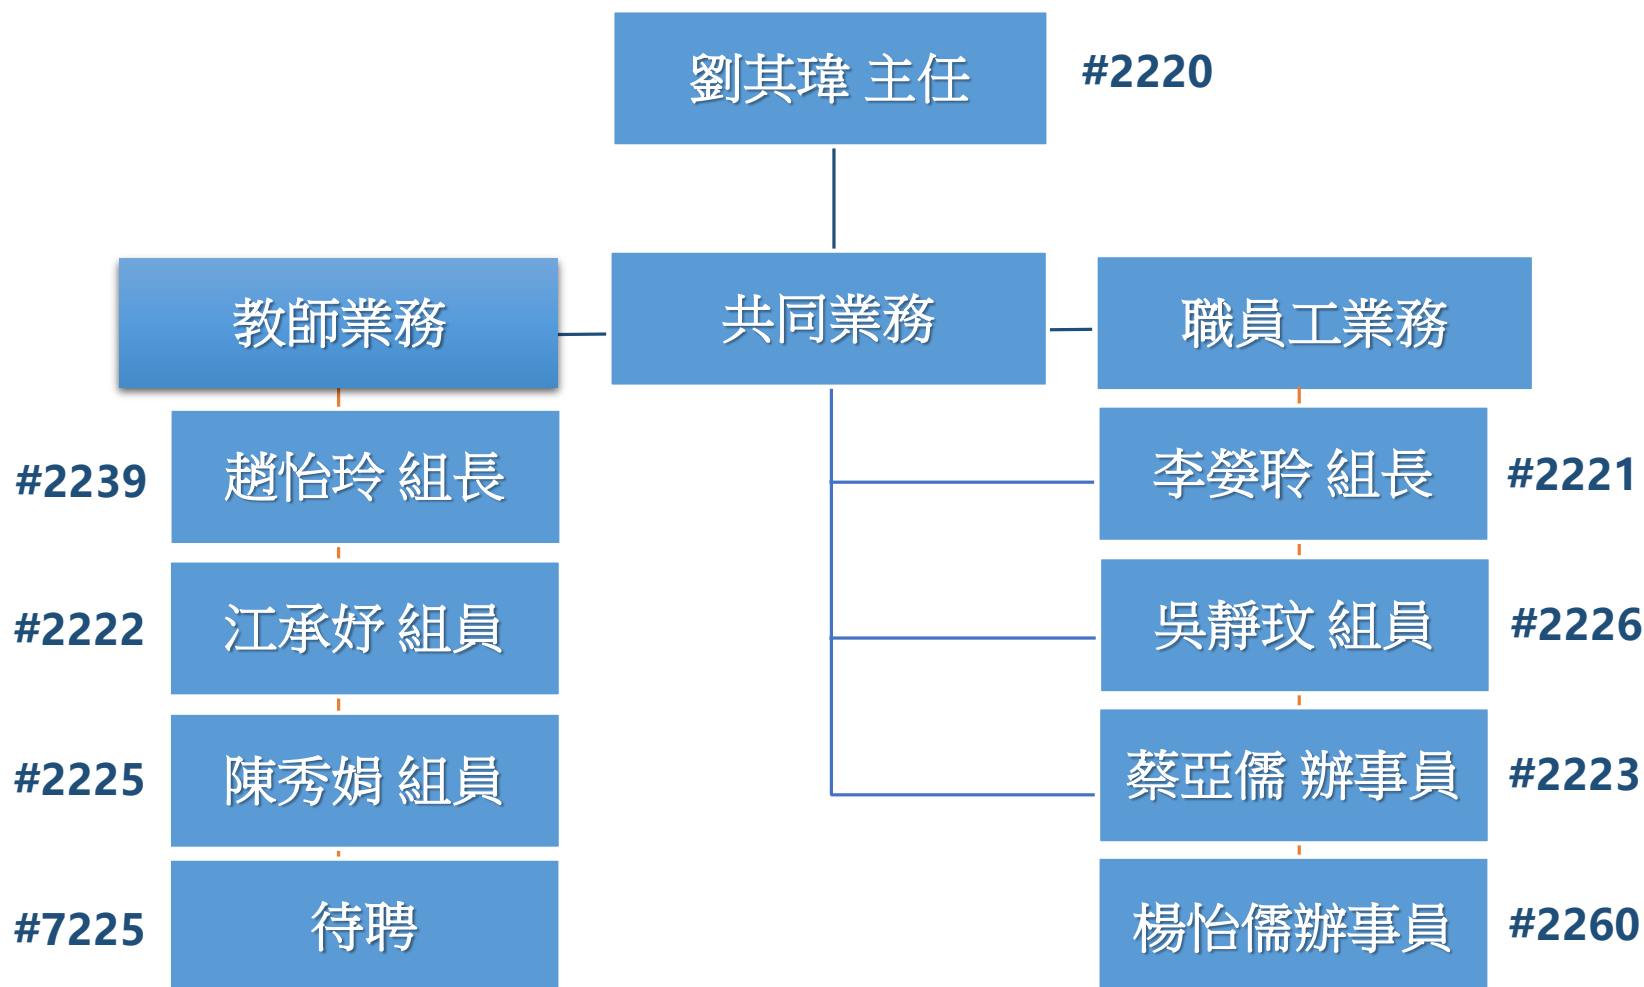 劉其瑋 主任
#2220
教師業務
共同業務
職員工業務
#2239
趙怡玲 組長
李嫈聆 組長
#2221
#2222
江承妤 組員
吳靜玟 組員
#2226
#2225
陳秀娟 組員
蔡亞儒 辦事員
#2223
#7225
待聘
楊怡儒辦事員
#2260